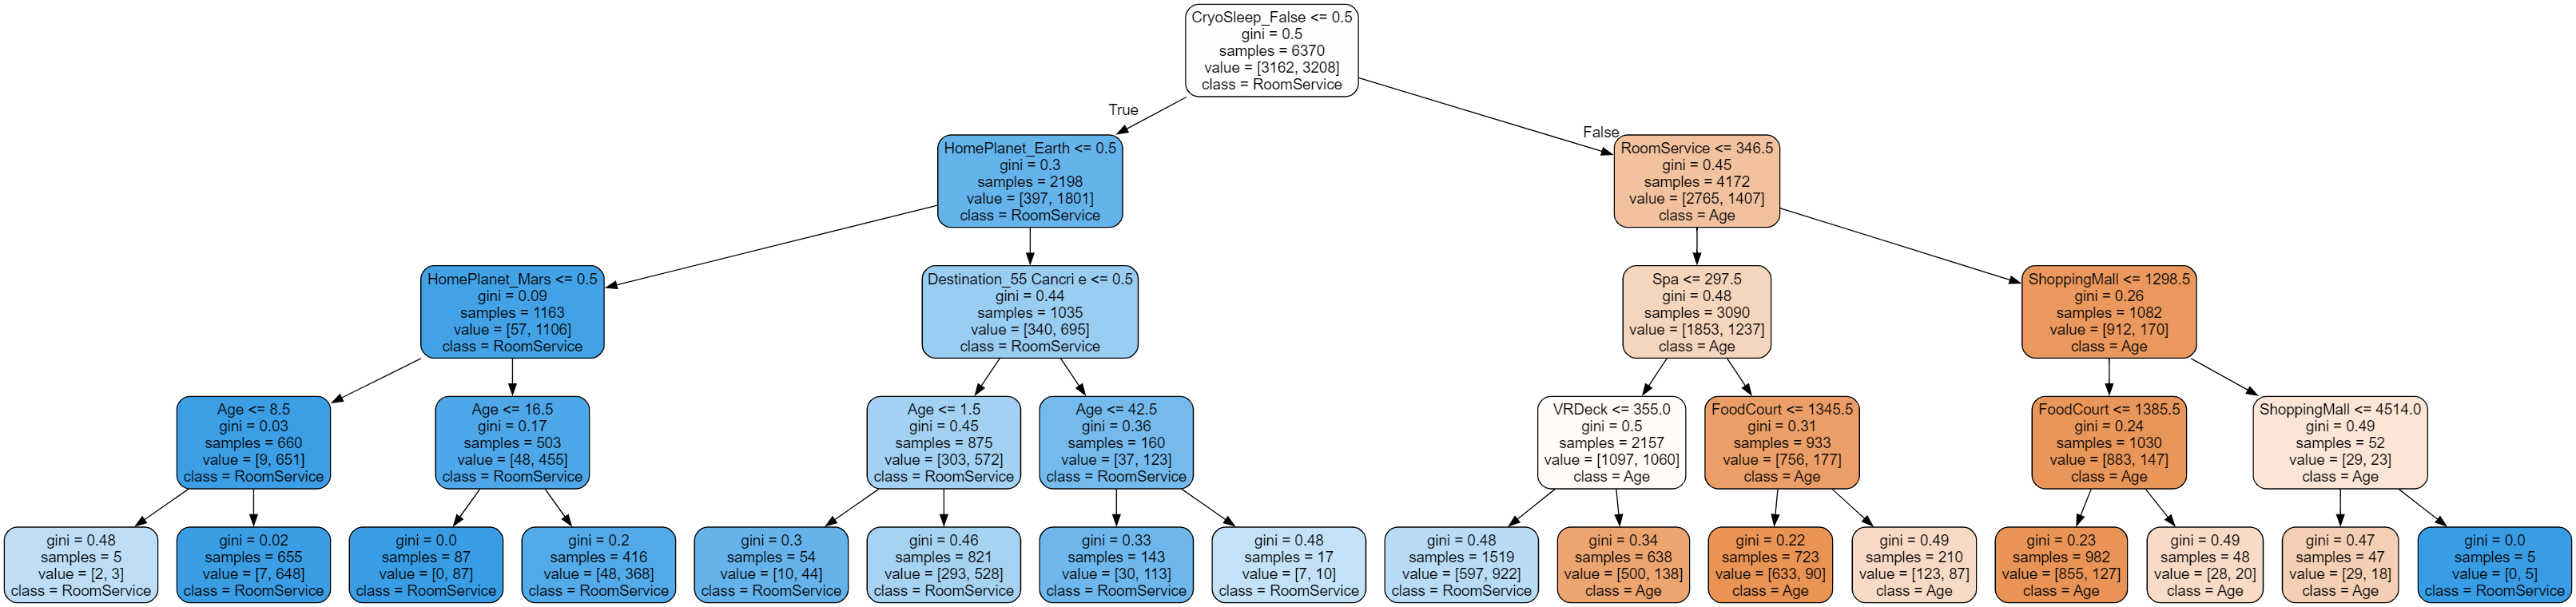 CryoSleep_False <= 0.5
gini = 0.5
samples = 6370
value = [3162, 3208]
class = RoomService
True
False
HomePlanet_Earth <= 0.5
gini = 0.3
samples = 2198
value = [397, 1801]
class = RoomService
RoomService <= 346.5
gini = 0.45
samples = 4172
value = [2765, 1407]
class = Age
HomePlanet_Mars <= 0.5
gini = 0.09
samples = 1163
value = [57, 1106]
class = RoomService
Destination_55 Cancri e <= 0.5
gini = 0.44
samples = 1035
value = [340, 695]
class = RoomService
Spa <= 297.5
gini = 0.48
samples = 3090
value = [1853, 1237]
class = Age
ShoppingMall <= 1298.5
gini = 0.26
samples = 1082
value = [912, 170]
class = Age
Age <= 8.5
gini = 0.03
samples = 660
value = [9, 651]
class = RoomService
Age <= 16.5
gini = 0.17
samples = 503
value = [48, 455]
class = RoomService
Age <= 1.5
gini = 0.45
samples = 875
value = [303, 572]
class = RoomService
Age <= 42.5
gini = 0.36
samples = 160
value = [37, 123]
class = RoomService
VRDeck <= 355.0
gini = 0.5
samples = 2157
value = [1097, 1060]
class = Age
FoodCourt <= 1345.5
gini = 0.31
samples = 933
value = [756, 177]
class = Age
FoodCourt <= 1385.5
gini = 0.24
samples = 1030
value = [883, 147]
class = Age
ShoppingMall <= 4514.0
gini = 0.49
samples = 52
value = [29, 23]
class = Age
gini = 0.48
samples = 5
value = [2, 3]
class = RoomService
gini = 0.02
samples = 655
value = [7, 648]
class = RoomService
gini = 0.0
samples = 87
value = [0, 87]
class = RoomService
gini = 0.2
samples = 416
value = [48, 368]
class = RoomService
gini = 0.3
samples = 54
value = [10, 44]
class = RoomService
gini = 0.46
samples = 821
value = [293, 528]
class = RoomService
gini = 0.33
samples = 143
value = [30, 113]
class = RoomService
gini = 0.48
samples = 17
value = [7, 10]
class = RoomService
gini = 0.48
samples = 1519
value = [597, 922]
class = RoomService
gini = 0.34
samples = 638
value = [500, 138]
class = Age
gini = 0.22
samples = 723
value = [633, 90]
class = Age
gini = 0.49
samples = 210
value = [123, 87]
class = Age
gini = 0.23
samples = 982
value = [855, 127]
class = Age
gini = 0.49
samples = 48
value = [28, 20]
class = Age
gini = 0.47
samples = 47
value = [29, 18]
class = Age
gini = 0.0
samples = 5
value = [0, 5]
class = RoomService